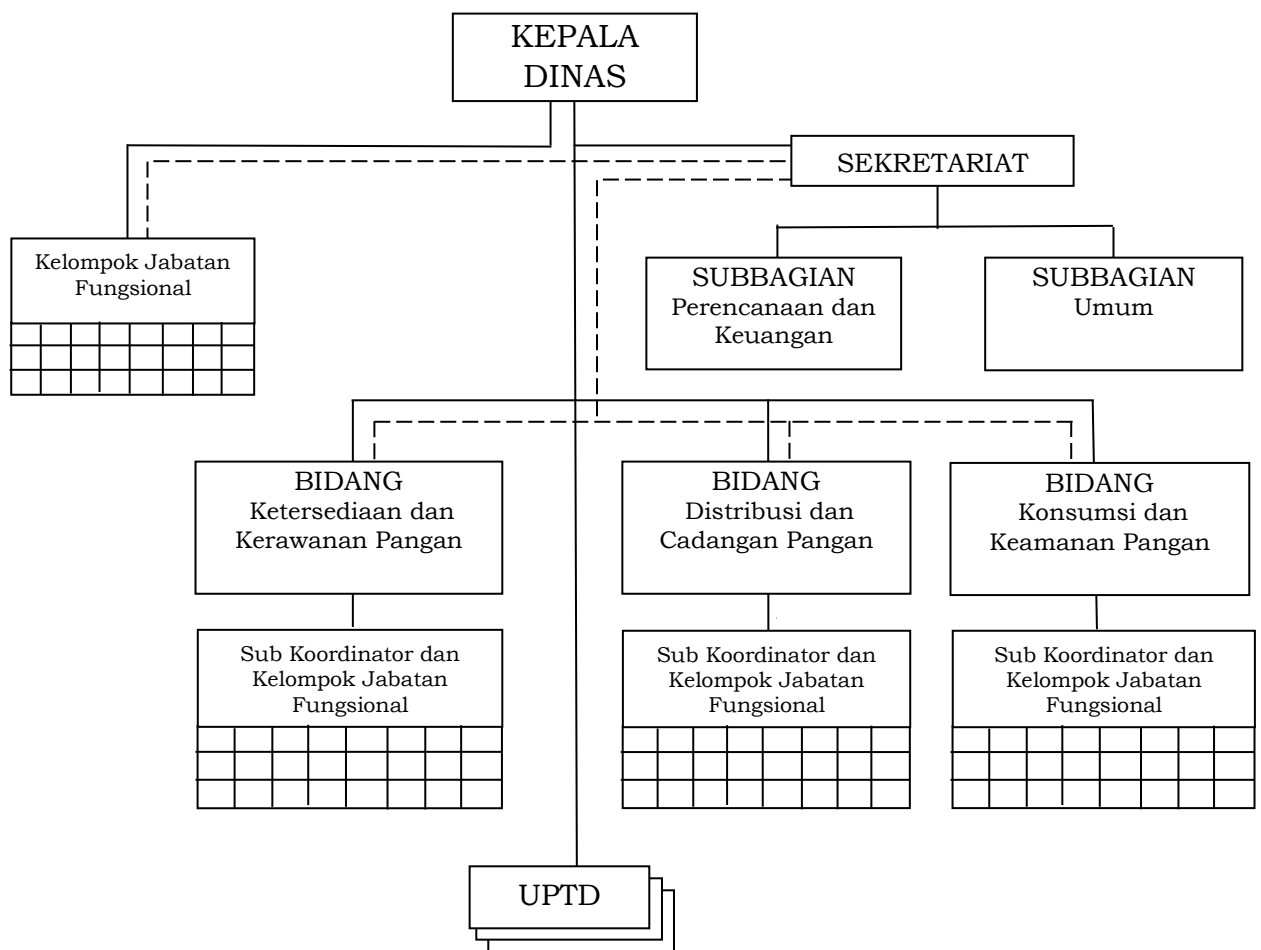 KEPALA
DINAS
SEKRETARIAT
Kelompok Jabatan
Fungsional
SUBBAGIAN
Perencanaan dan
Keuangan
SUBBAGIAN
Umum
BIDANG
Ketersediaan dan
Kerawanan Pangan
BIDANG
Distribusi dan
Cadangan Pangan
BIDANG
Konsumsi dan
Keamanan Pangan
Sub Koordinator dan
Kelompok Jabatan
Fungsional
Sub Koordinator dan
Kelompok Jabatan
Fungsional
Sub Koordinator dan
Kelompok Jabatan
Fungsional
UPTD